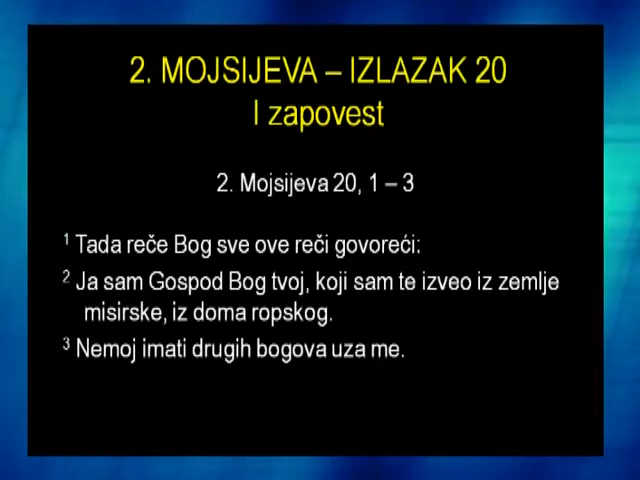 2. MOJSIJEVA – IZLAZAK 20
I zapovest
2. Mojsijeva 20, 1 – 3
1 Tada reče Bog sve ove reči govoreći:
2 Ja sam Gospod Bog tvoj, koji sam te izveo iz zemlje
misirske, iz doma ropskog.
3 Nemoj imati drugih bogova uza me.